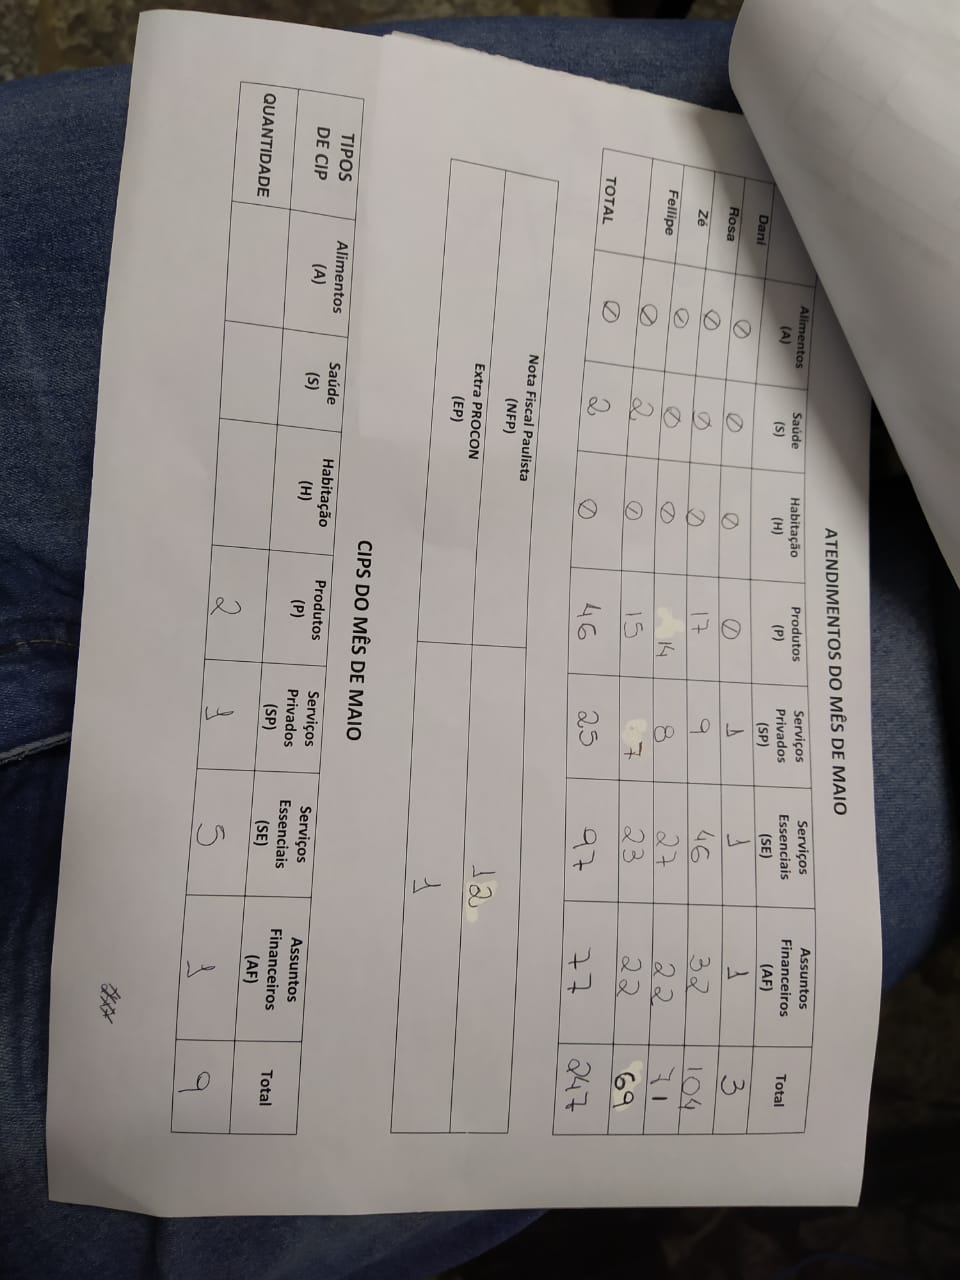 ATENDIMENTOS DO MÊS DE MAIO
Alimentos (A) Saúde (S) Habitação (H) Produtos (P) Serviços Privados (SP) Serviços Essenciais (SE) Assuntos Financeiros (AF) Total
Dani Ø Ø Ø Ø 1 1 1 3
Rosa Ø Ø Ø 17 9 46 32 104
Zé Ø Ø Ø 14 8 27 22 71
Fellipe Ø 2 Ø 15 7 23 22 69
TOTAL Ø 2 Ø 46 25 97 77 247
Nota Fiscal Paulista (NFP) 12
Extra PROCON (EP) 1
CIPS DO MÊS DE MAIO
TIPOS DE CIP Alimentos (A) Saúde (S) Habitação (H) Produtos (P) Serviços Privados (SP) Serviços Essenciais (SE) Assuntos Financeiros (AF) Total
QUANTIDADE 2 1 5 1 9